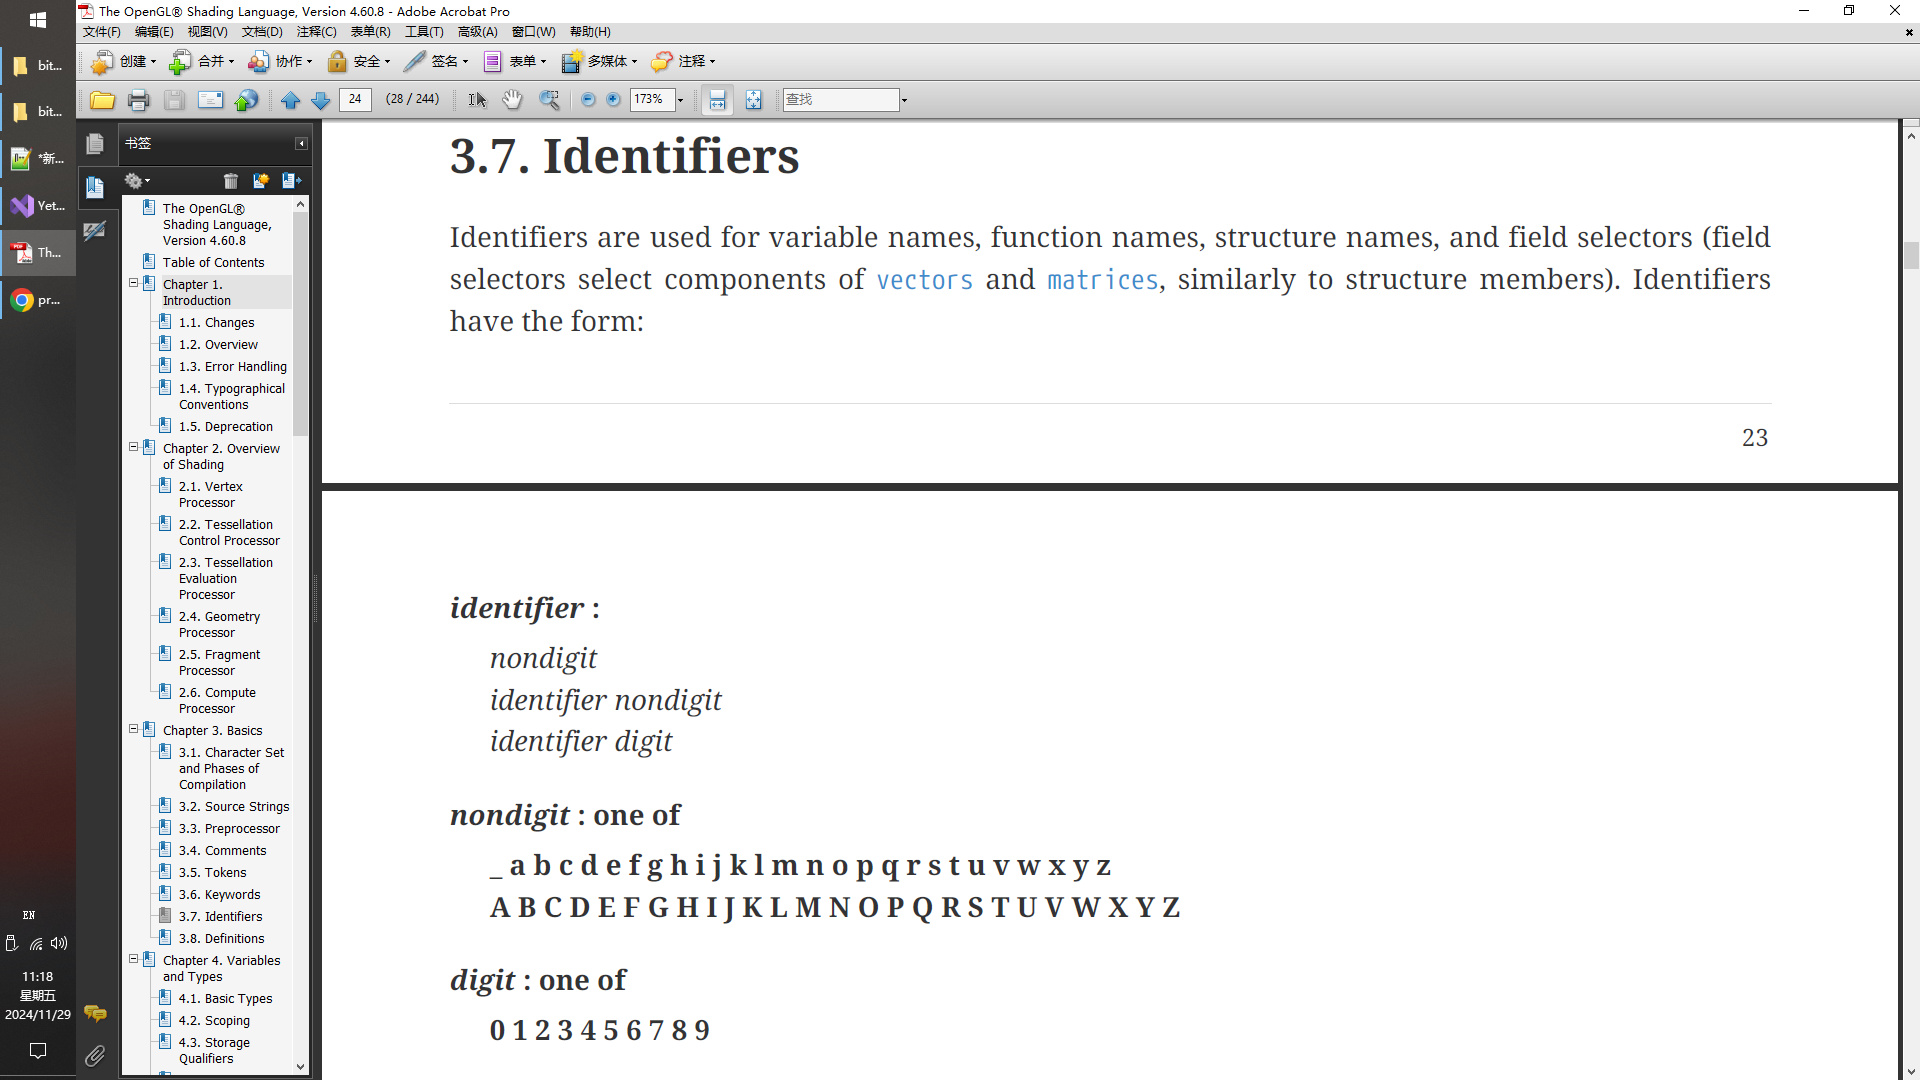 The OpenGL® Shading Language, Version 4.60.8 - Adobe Acrobat Pro
文件(F) 编辑(E) 视图(V) 文档(D) 注释(C) 表单(R) 工具(T) 高级(A) 窗口(W) 帮助(H)
创建 合并 协作 安全 签名 表单 多媒体 注释
24 (28 / 244) 173% 查找
bit...
bit...
*新...
Yet...
Th...
pr...
EN
11:18
星期五
2024/11/29
书签
The OpenGL®
Shading Language,
Version 4.60.8
Table of Contents
Chapter 1.
Introduction
1.1. Changes
1.2. Overview
1.3. Error Handling
1.4. Typographical
Conventions
1.5. Deprecation
Chapter 2. Overview
of Shading
2.1. Vertex
Processor
2.2. Tessellation
Control Processor
2.3. Tessellation
Evaluation
Processor
2.4. Geometry
Processor
2.5. Fragment
Processor
2.6. Compute
Processor
Chapter 3. Basics
3.1. Character Set
and Phases of
Compilation
3.2. Source Strings
3.3. Preprocessor
3.4. Comments
3.5. Tokens
3.6. Keywords
3.7. Identifiers
3.8. Definitions
Chapter 4. Variables
and Types
4.1. Basic Types
4.2. Scoping
4.3. Storage
Qualifiers
3.7. Identifiers
Identifiers are used for variable names, function names, structure names, and field selectors (field
selectors select components of vectors and matrices, similarly to structure members). Identifiers
have the form:
23
identifier :
nondigit
identifier nondigit
identifier digit
nondigit : one of
_ a b c d e f g h i j k l m n o p q r s t u v w x y z
A B C D E F G H I J K L M N O P Q R S T U V W X Y Z
digit : one of
0 1 2 3 4 5 6 7 8 9